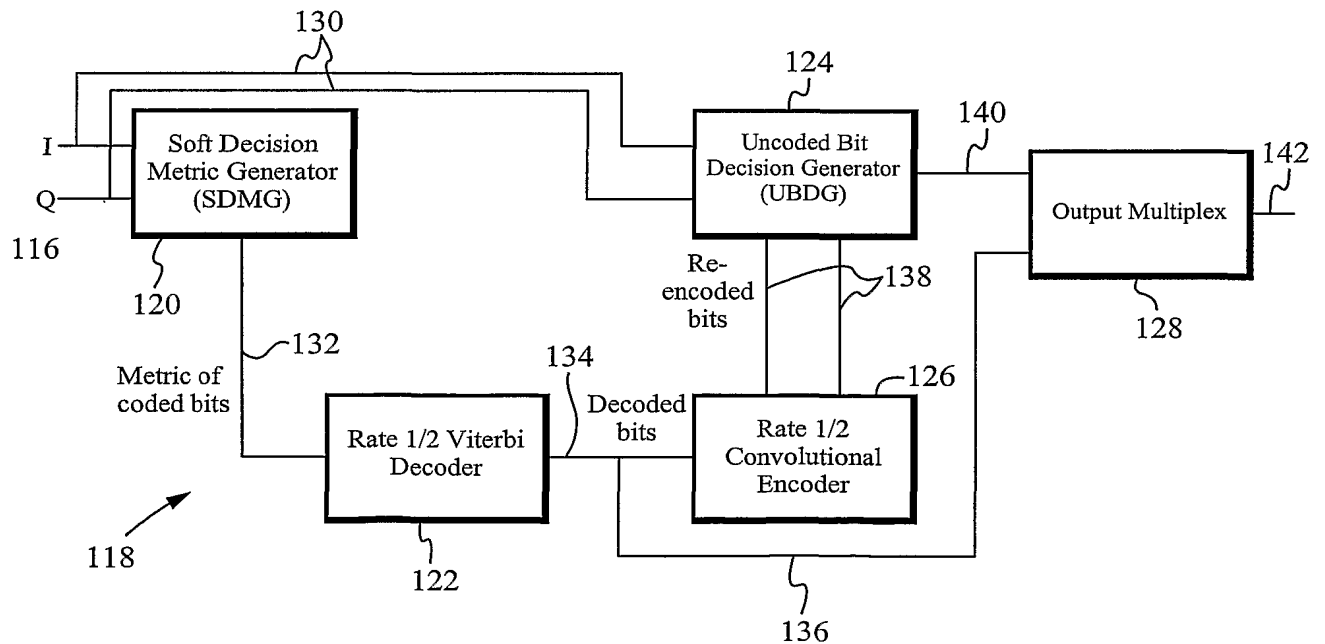 130
124
I
Soft Decision
Metric Generator
(SDMG)
Uncoded Bit
Decision Generator
(UBDG)
140
142
Output Multiplex
Q
116
120
Re-
encoded
bits
138
128
132
Metric of
coded bits
134
126
Decoded
bits
Rate 1/2 Viterbi
Decoder
Rate 1/2
Convolutional
Encoder
118
122
136